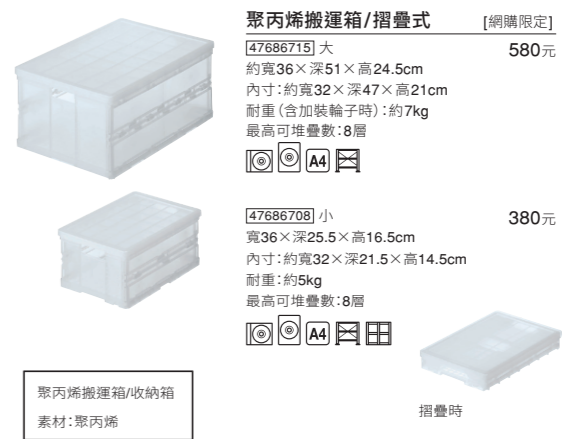 聚丙烯搬運箱/摺疊式 [網購限定]
47686715 大 580元
約寬36×深51×高24.5cm
內寸：約寬32×深47×高21cm
耐重（含加裝輪子時）：約7kg
最高可堆疊數：8層
A4
47686708 小 380元
寬36×深25.5×高16.5cm
內寸：約寬32×深21.5×高14.5cm
耐重：約5kg
最高可堆疊數：8層
A4
摺疊時
聚丙烯搬運箱/收納箱
素材：聚丙烯